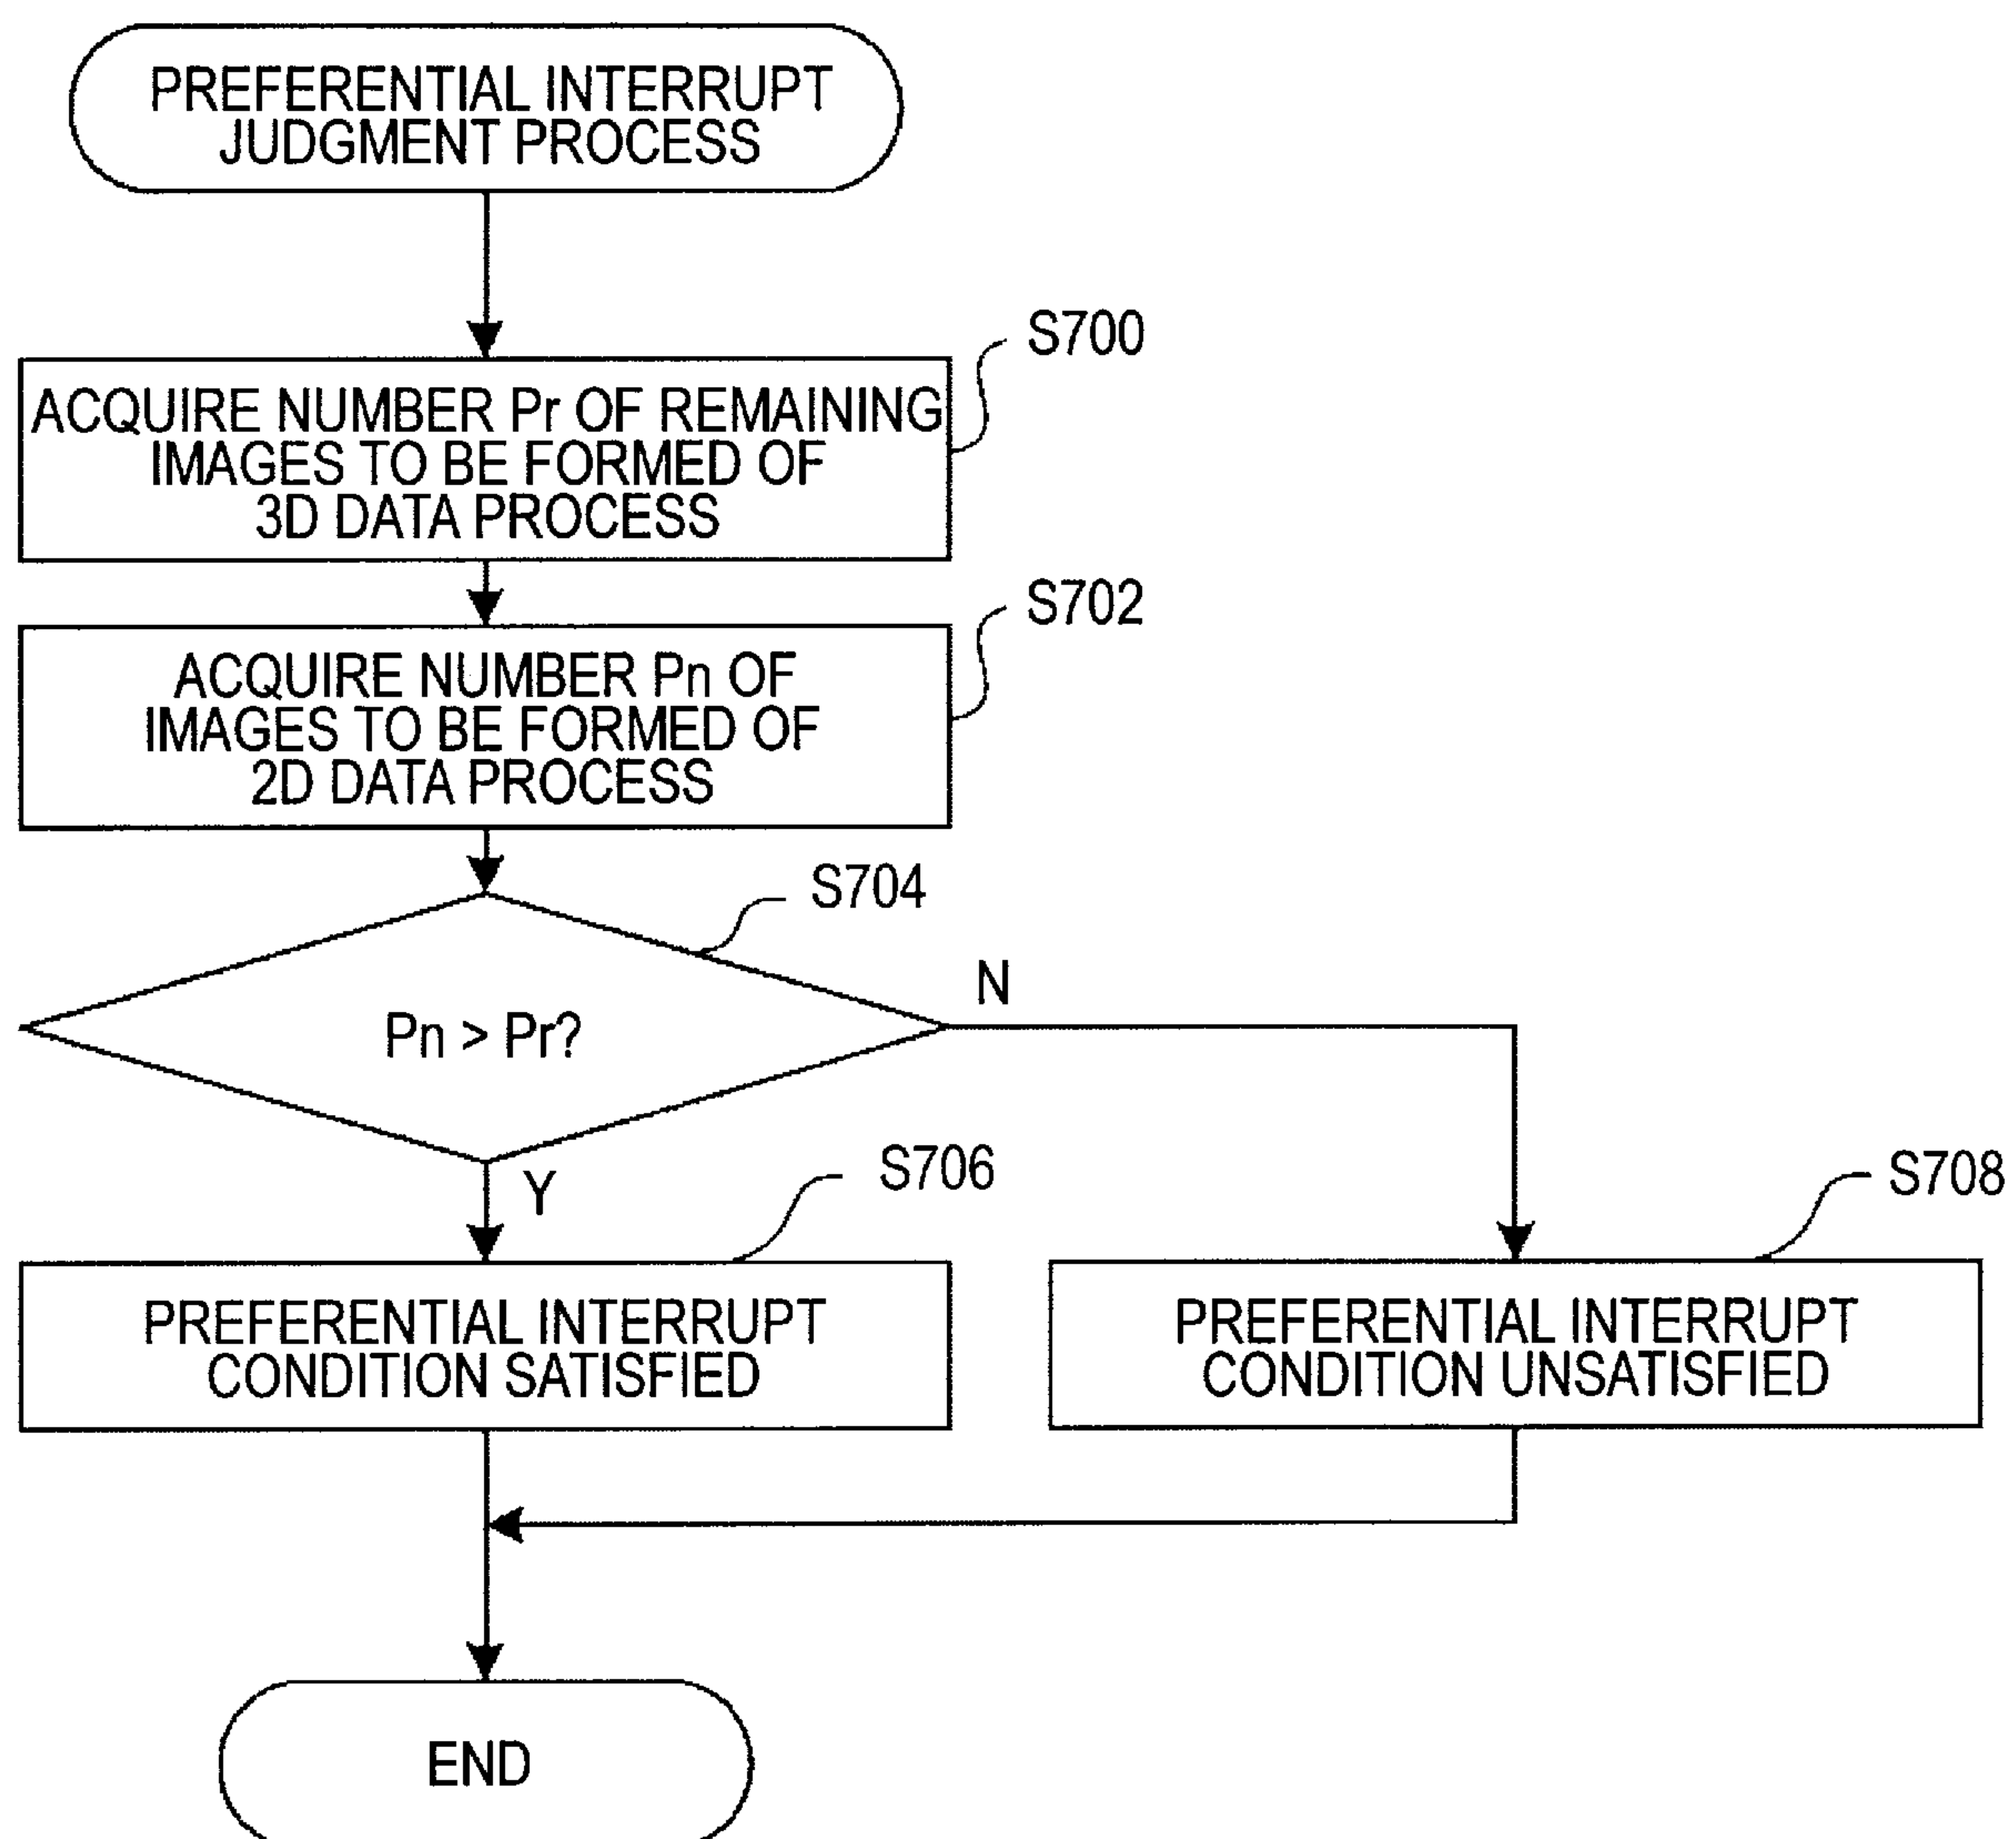 PREFERENTIAL INTERRUPT
JUDGMENT PROCESS
S700
ACQUIRE NUMBER Pr OF REMAINING
IMAGES TO BE FORMED OF
3D DATA PROCESS
S702
ACQUIRE NUMBER Pn OF
IMAGES TO BE FORMED OF
2D DATA PROCESS
S704
Pn > Pr?
N
Y
S706
PREFERENTIAL INTERRUPT
CONDITION SATISFIED
S708
PREFERENTIAL INTERRUPT
CONDITION UNSATISFIED
END